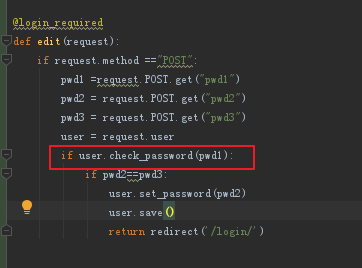 @login_required
def edit(request):
    if request.method =="POST":
        pwd1 =request.POST.get("pwd1")
        pwd2 = request.POST.get("pwd2")
        pwd3 = request.POST.get("pwd3")
        user = request.user
        if user.check_password(pwd1):
            if pwd2==pwd3:
                user.set_password(pwd2)
                user.save()
                return redirect('/login/')